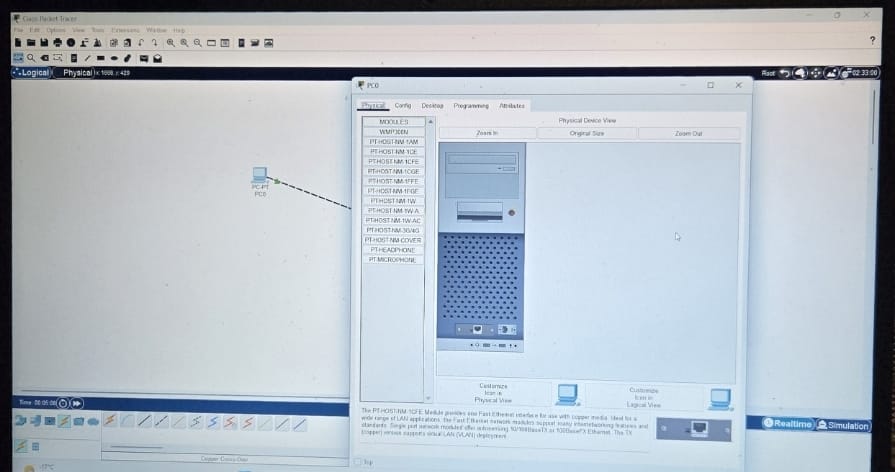 Cisco Packet Tracer
File Edit Options View Tools Extensions Window Help
?
Logical Physical x: 1668, y: 429
Root 02:33:00
PC0
Physical Config Desktop Programming Attributes
MODULES
WMP300N
PT-HOST-NM-1AM
PT-HOST-NM-1CE
PT-HOST-NM-1CFE
PT-HOST-NM-1CGE
PT-HOST-NM-1FFE
PT-HOST-NM-1FGE
PT-HOST-NM-1W
PT-HOST-NM-1W-A
PT-HOST-NM-1W-AC
PT-HOST-NM-3G/4G
PT-HOST-NM-COVER
PT-HEADPHONE
PT-MICROPHONE
Physical Device View
Zoom In Original Size Zoom Out
PC-PT
PC0
Customize
Icon in
Physical View
Customize
Icon in
Logical View
The PT-HOST-NM-1CFE Module provides one Fast Ethernet interface for use with copper media. Ideal for a
wide range of LAN applications, the Fast Ethernet network modules support many internetworking features and
standards. Single port network modules offer autosensing 10/100BaseTX or 100BaseFX Ethernet. The TX
(copper) version supports virtual LAN (VLAN) deployment.
Top
Time: 00:05:08
Realtime Simulation
Copper Cross-Over
-17°C